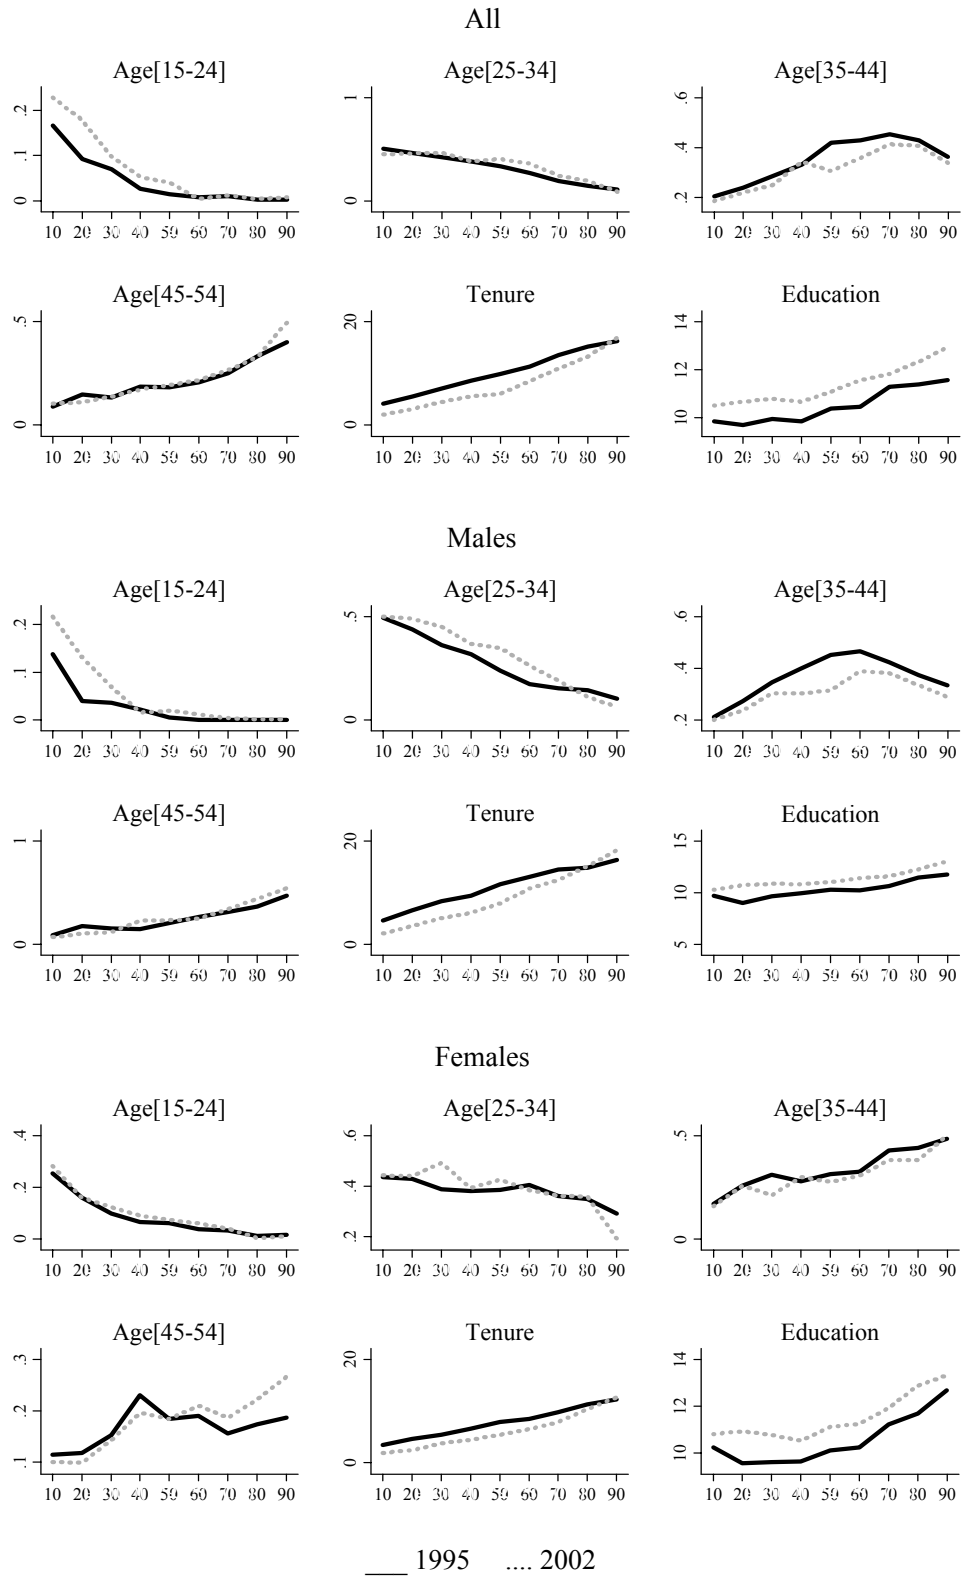 All
Age[15-24] Age[25-34] Age[35-44]
0 .1 .2 0 1 .2 .4 .6
10 20 30 40 50 60 70 80 90 10 20 30 40 50 60 70 80 90 10 20 30 40 50 60 70 80 90
Age[45-54] Tenure Education
0 .5 0 20 10 12 14
10 20 30 40 50 60 70 80 90 10 20 30 40 50 60 70 80 90 10 20 30 40 50 60 70 80 90
Males
Age[15-24] Age[25-34] Age[35-44]
0 .1 .2 0 .5 .2 .4 .6
10 20 30 40 50 60 70 80 90 10 20 30 40 50 60 70 80 90 10 20 30 40 50 60 70 80 90
Age[45-54] Tenure Education
0 1 0 20 5 10 15
10 20 30 40 50 60 70 80 90 10 20 30 40 50 60 70 80 90 10 20 30 40 50 60 70 80 90
Females
Age[15-24] Age[25-34] Age[35-44]
0 .2 .4 .2 .4 .6 0 .5
10 20 30 40 50 60 70 80 90 10 20 30 40 50 60 70 80 90 10 20 30 40 50 60 70 80 90
Age[45-54] Tenure Education
.1 .2 .3 0 20 10 12 14
10 20 30 40 50 60 70 80 90 10 20 30 40 50 60 70 80 90 10 20 30 40 50 60 70 80 90
___ 1995 .... 2002